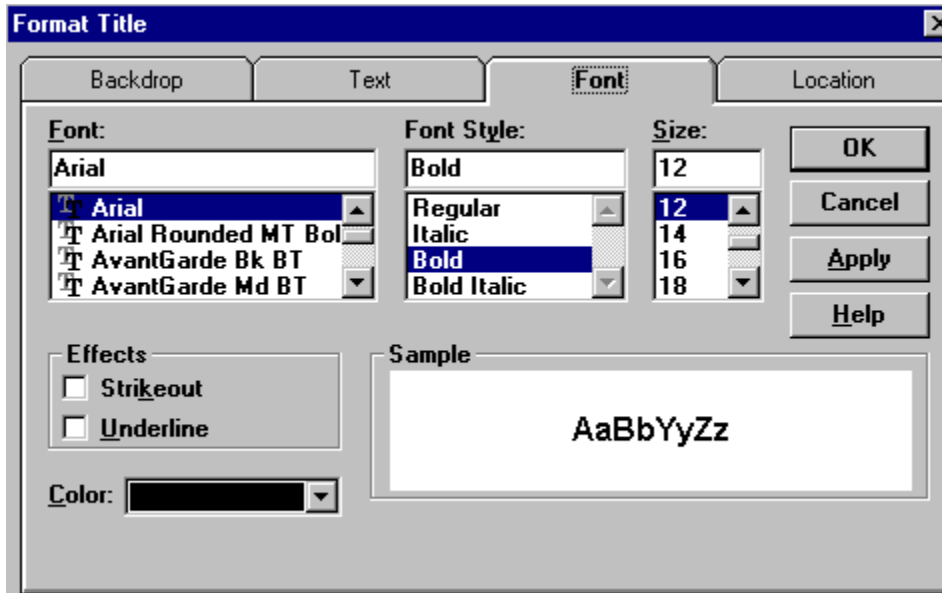 Format Title
Backdrop Text Font Location
Font: Font Style: Size:
Arial Bold 12 OK
Arial Regular 12 Cancel
Arial Rounded MT Bol Italic 14
AvantGarde Bk BT Bold 16 Apply
AvantGarde Md BT Bold Italic 18
Help
Effects Sample
Strikeout
Underline AaBbYyZz
Color: